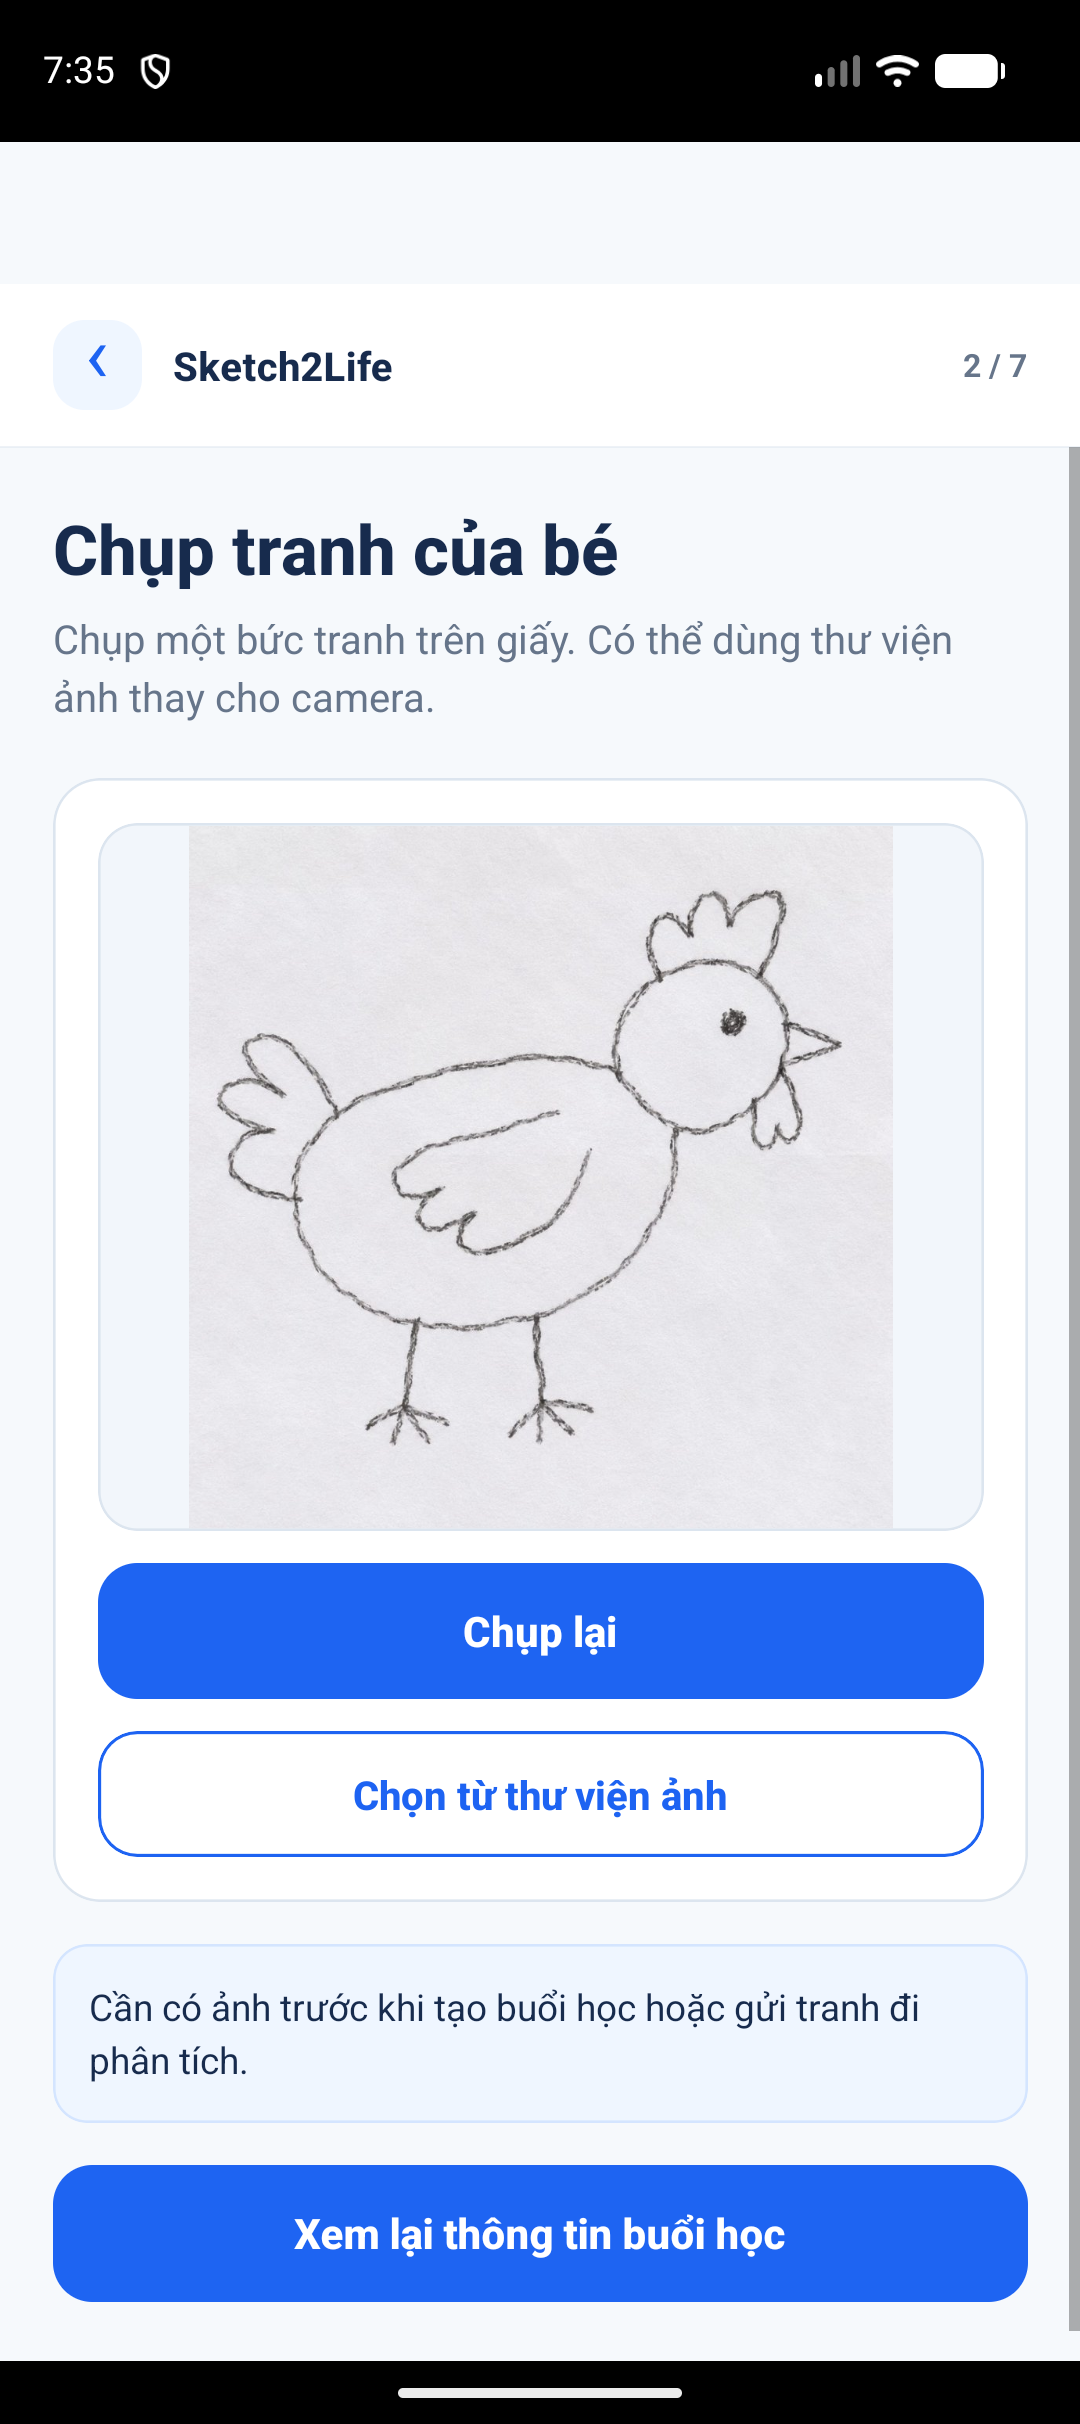 7:35
Sketch2Life
2 / 7
Chụp tranh của bé
Chụp một bức tranh trên giấy. Có thể dùng thư viện
ảnh thay cho camera.
Chụp lại
Chọn từ thư viện ảnh
Cần có ảnh trước khi tạo buổi học hoặc gửi tranh đi
phân tích.
Xem lại thông tin buổi học